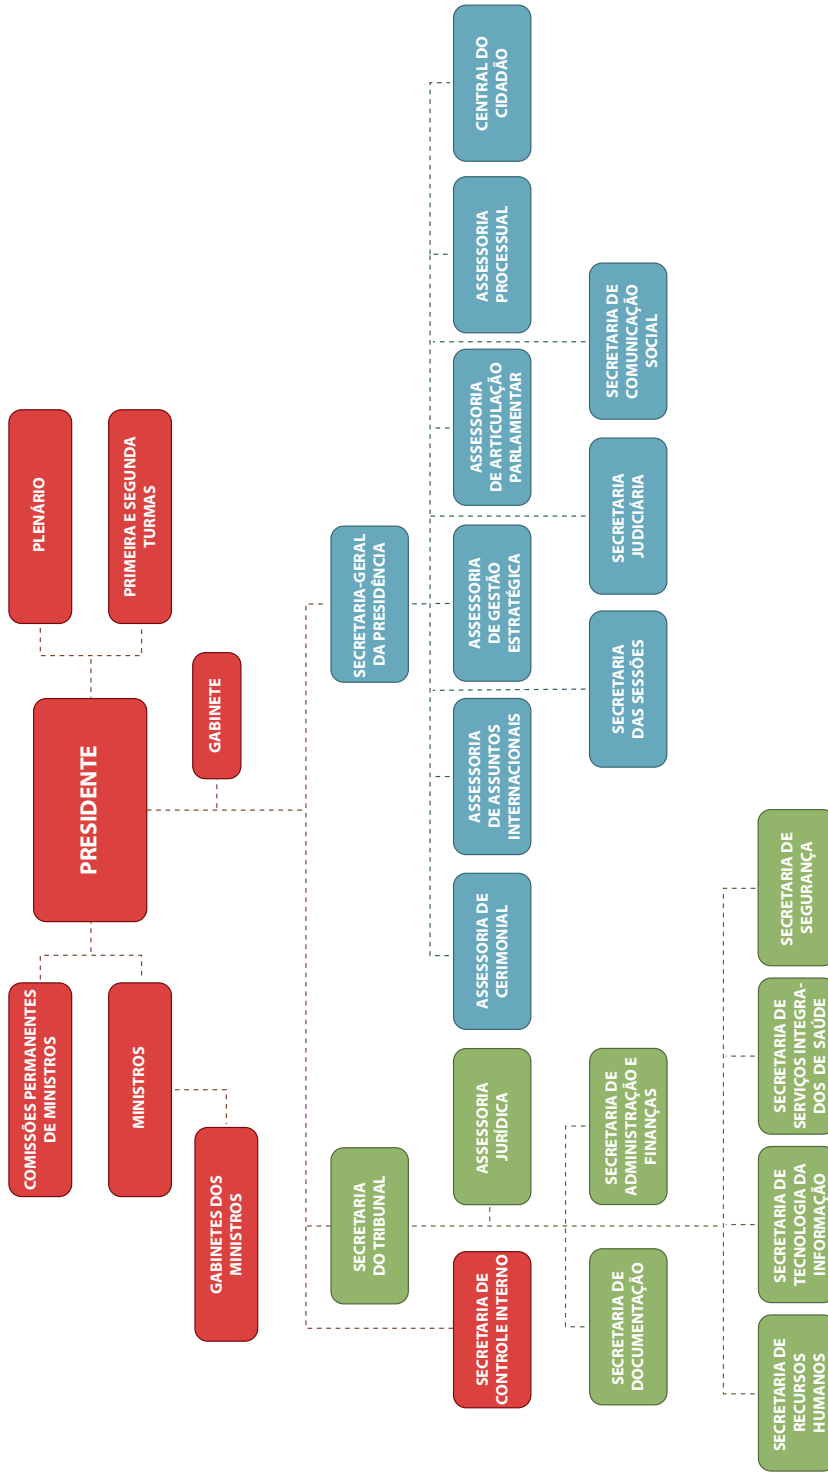 COMISSÕES PERMANENTES
DE MINISTROS
PLENÁRIO
PRESIDENTE
MINISTROS
PRIMEIRA E SEGUNDA
TURMAS
GABINETES DOS
MINISTROS
GABINETE
SECRETARIA
DO TRIBUNAL
SECRETARIA-GERAL
DA PRESIDÊNCIA
SECRETARIA DE
CONTROLE INTERNO
ASSESSORIA
JURÍDICA
ASSESSORIA DE
CERIMONIAL
ASSESSORIA
DE ASSUNTOS
INTERNACIONAIS
ASSESSORIA
DE GESTÃO
ESTRATÉGICA
ASSESSORIA
DE ARTICULAÇÃO
PARLAMENTAR
ASSESSORIA
PROCESSUAL
CENTRAL DO
CIDADÃO
SECRETARIA DE
DOCUMENTAÇÃO
SECRETARIA DE
ADMINISTRAÇÃO E
FINANÇAS
SECRETARIA
DAS SESSÕES
SECRETARIA
JUDICIÁRIA
SECRETARIA DE
COMUNICAÇÃO
SOCIAL
SECRETARIA DE
RECURSOS
HUMANOS
SECRETARIA DE
TECNOLOGIA DA
INFORMAÇÃO
SECRETARIA DE
SERVIÇOS INTEGRA-
DOS DE SAÚDE
SECRETARIA DE
SEGURANÇA